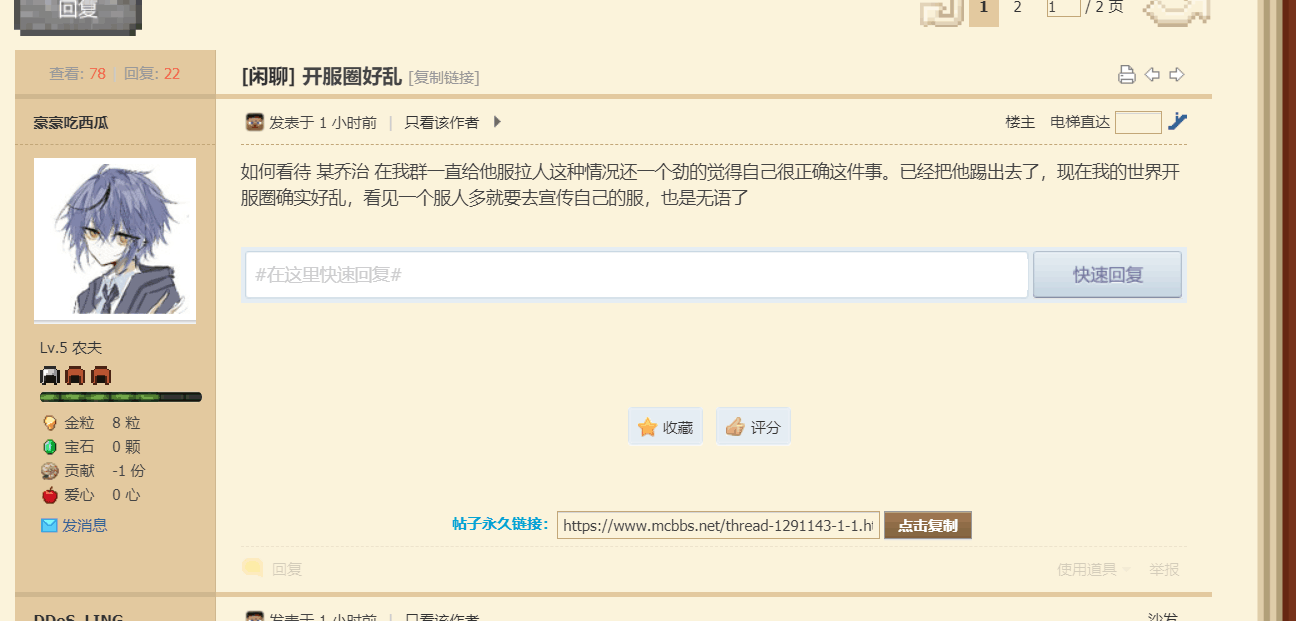 回复
1 2 1 / 2 页
查看: 78 | 回复: 22
[闲聊] 开服圈好乱 [复制链接]
豪豪吃西瓜
发表于 1 小时前 | 只看该作者
楼主 电梯直达
如何看待 某乔治 在我群一直给他服拉人这种情况还一个劲的觉得自己很正确这件事。已经把他踢出去了，现在我的世界开
服圈确实好乱，看见一个服人多就要去宣传自己的服，也是无语了
#在这里快速回复#
快速回复
Lv.5 农夫
金粒 8 粒
宝石 0 颗
贡献 -1 份
爱心 0 心
发消息
收藏
评分
帖子永久链接:
https://www.mcbbs.net/thread-1291143-1-1.ht
点击复制
回复
使用道具 举报
DDoS_LING
发表于 1 小时前 | 只看该作者
沙发